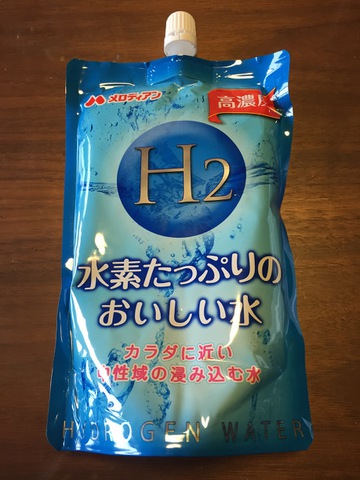 メロディアン
高濃度
H2
水素たっぷりの
おいしい水
カラダに近い
中性域の浸み込む水
HYDROGEN WATER